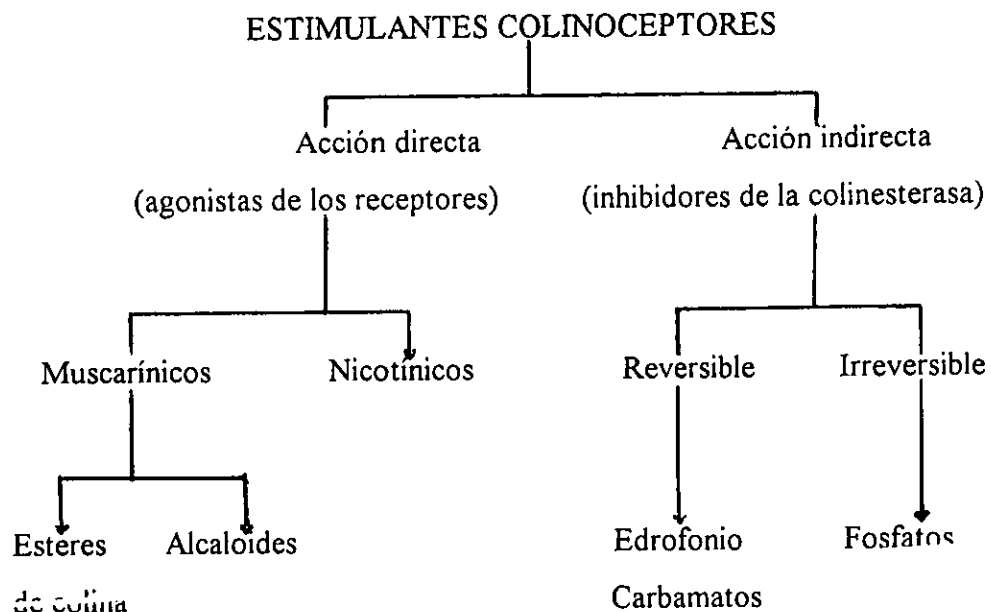 ESTIMULANTES COLINOCEPTORES
Acción directa
(agonistas de los receptores)
Acción indirecta
(inhibidores de la colinesterasa)
Muscarínicos
Nicotínicos
Reversible
Irreversible
Esteres
de colina
Alcaloides
Edrofonio
Carbamatos
Fosfatos